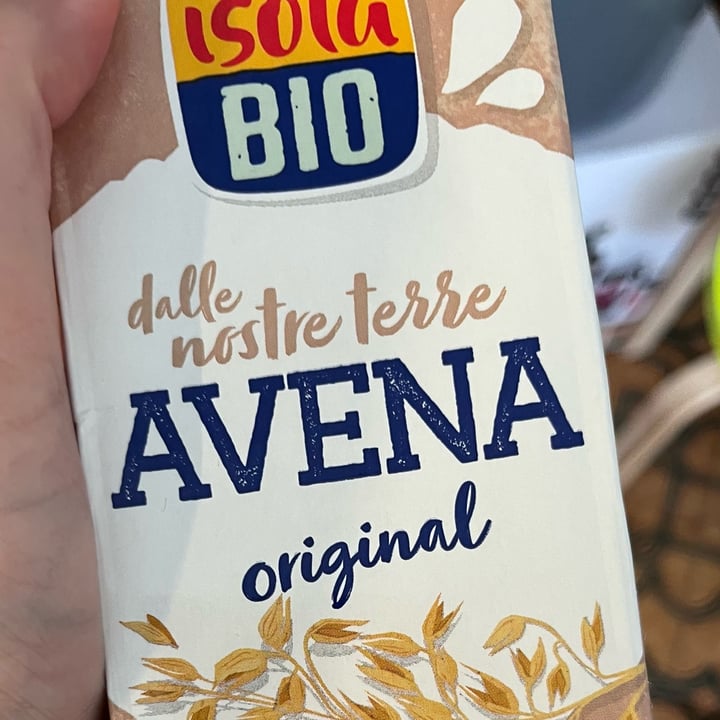 isola
BIO
dalle
nostre terre
AVENA
original